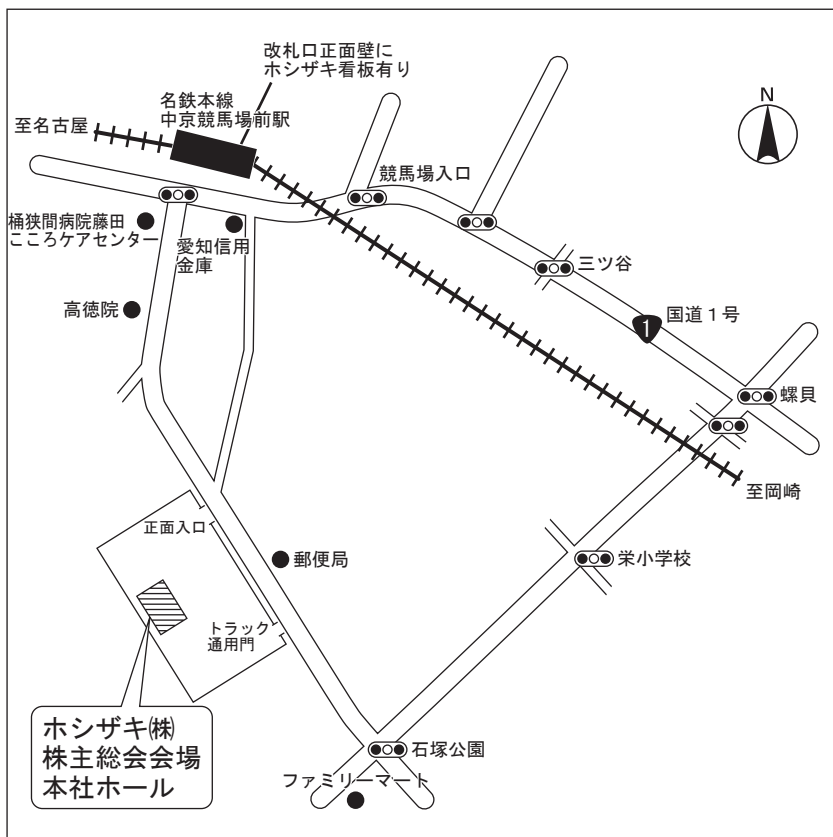 改札口正面壁に
ホシザキ看板有り
名鉄本線
中京競馬場前駅
至名古屋
N
競馬場入口
桶狭間病院藤田
こころケアセンター
愛知信用
金庫
三ツ谷
高徳院
1
国道1号
螺貝
至岡崎
正面入口
郵便局
栄小学校
トラック
通用門
ホシザキ㈱
株主総会会場
本社ホール
石塚公園
ファミリーマート